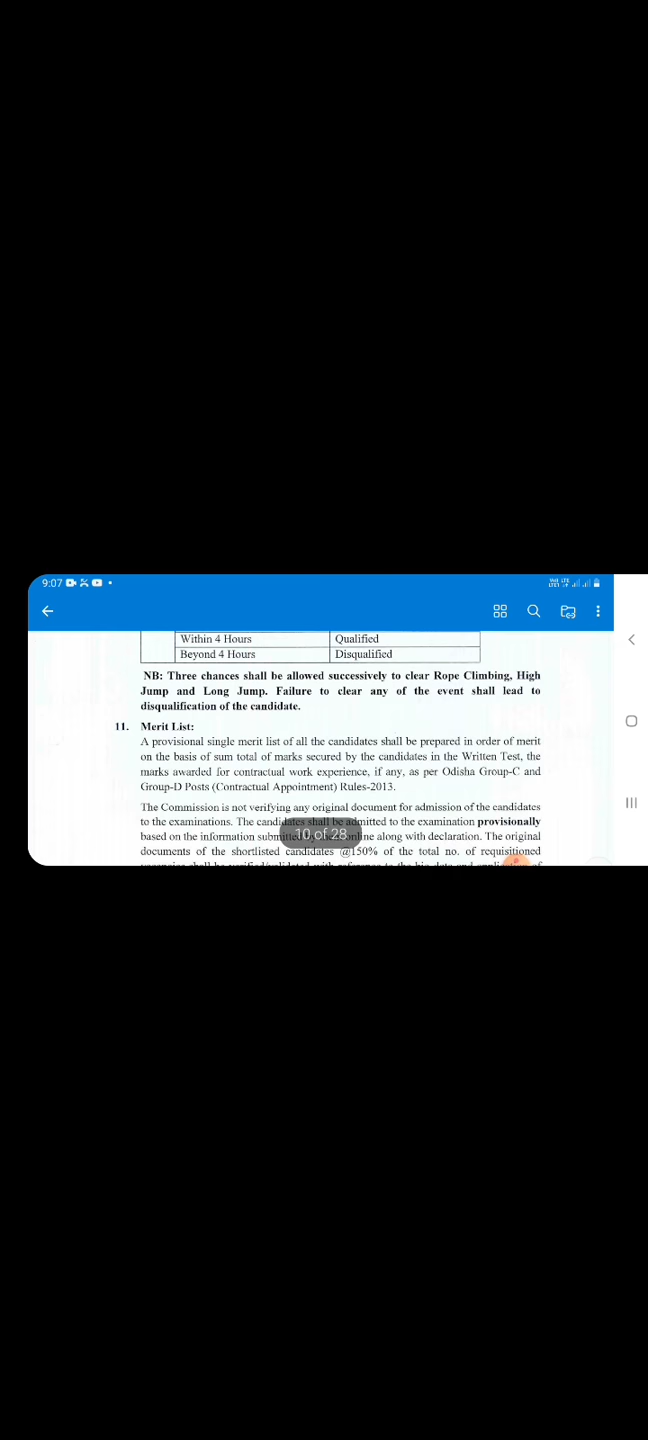 9:07
Within 4 Hours Qualified
Beyond 4 Hours Disqualified
NB: Three chances shall be allowed successively to clear Rope Climbing, High
Jump and Long Jump. Failure to clear any of the event shall lead to
disqualification of the candidate.
11. Merit List:
A provisional single merit list of all the candidates shall be prepared in order of merit
on the basis of sum total of marks secured by the candidates in the Written Test, the
marks awarded for contractual work experience, if any, as per Odisha Group-C and
Group-D Posts (Contractual Appointment) Rules-2013.
The Commission is not verifying any original document for admission of the candidates
to the examinations. The candidates shall be admitted to the examination provisionally
based on the information submitted by them online along with declaration. The original
10 of 28
documents of the shortlisted candidates @150% of the total no. of requisitioned